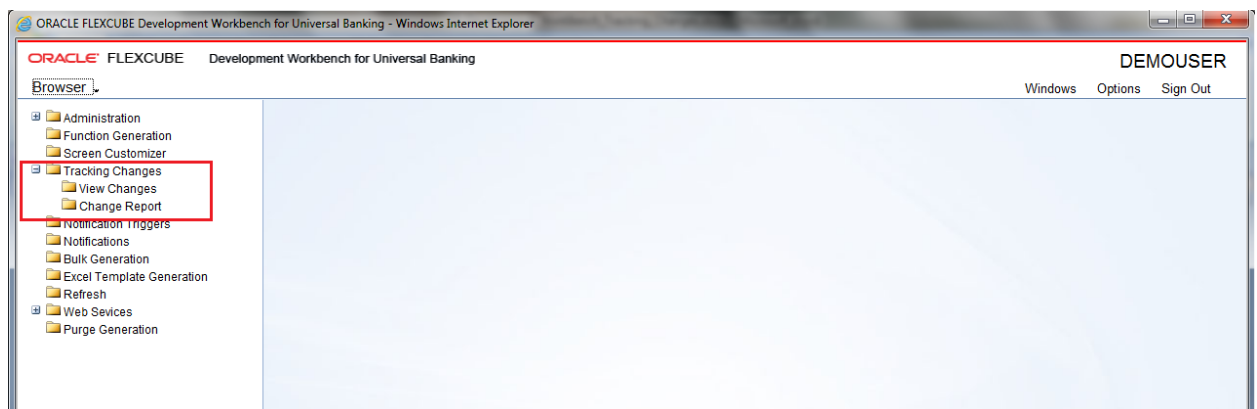 ORACLE FLEXCUBE Development Workbench for Universal Banking - Windows Internet Explorer
ORACLE FLEXCUBE Development Workbench for Universal Banking
DEMOUSER
Browser
Windows Options Sign Out
Administration
Function Generation
Screen Customizer
Tracking Changes
View Changes
Change Report
Notification Triggers
Notifications
Bulk Generation
Excel Template Generation
Refresh
Web Sevices
Purge Generation